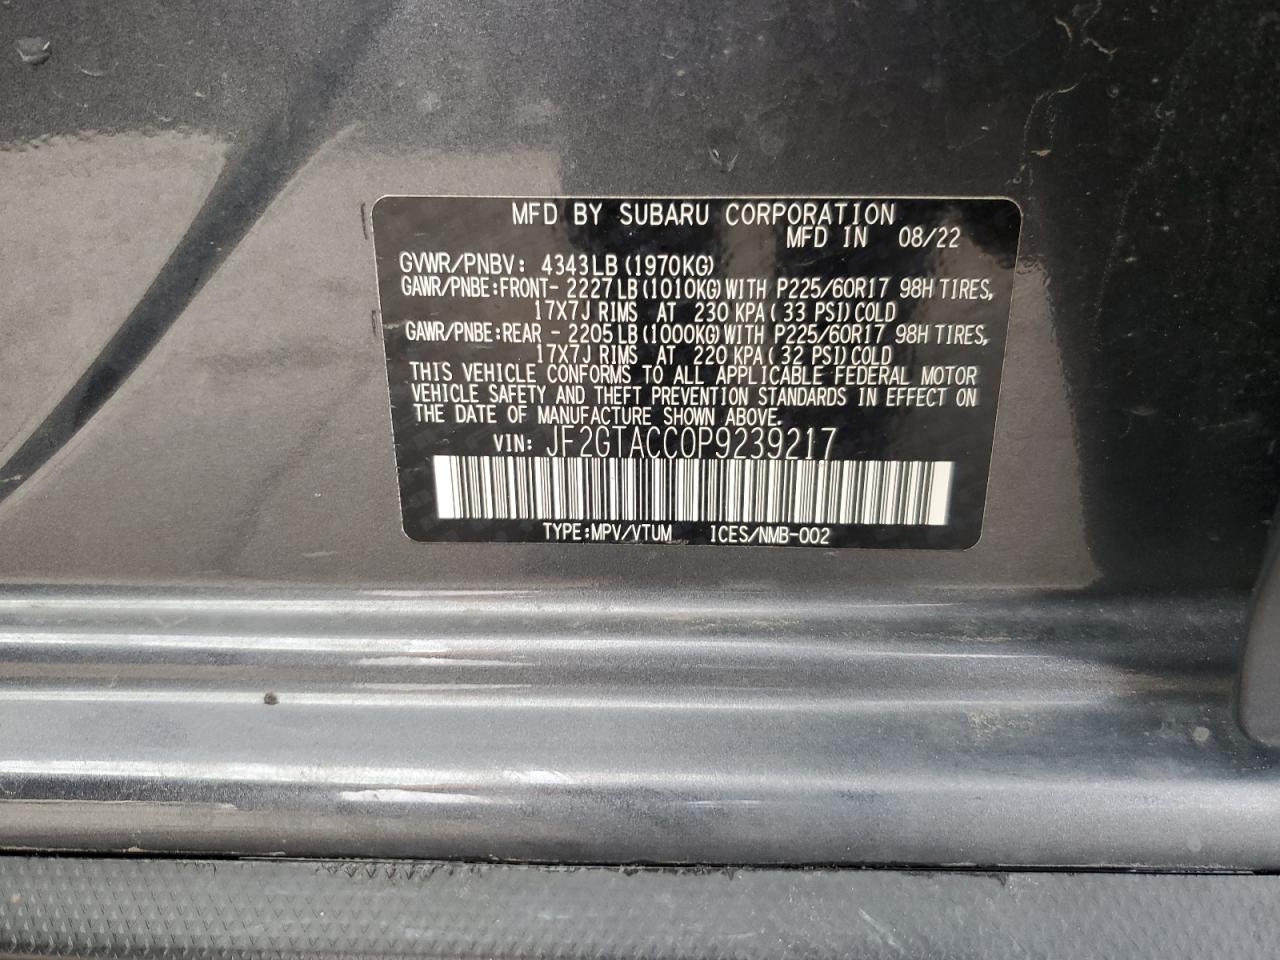 MFD BY SUBARU CORPORATION
MFD IN 08/22
GVWR/PNBV: 4343LB (1970KG)
GAWR/PNBE:FRONT- 2227LB (1010KG) WITH P225/60R17 98H TIRES,
17X7J RIMS AT 230 KPA (33 PSI) COLD
GAWR/PNBE:REAR - 2205LB (1000KG) WITH P225/60R17 98H TIRES,
17X7J RIMS AT 220 KPA (32 PSI) COLD
THIS VEHICLE CONFORMS TO ALL APPLICABLE FEDERAL MOTOR
VEHICLE SAFETY AND THEFT PREVENTION STANDARDS IN EFFECT ON
THE DATE OF MANUFACTURE SHOWN ABOVE.
VIN: JF2GTACC0P9239217
TYPE:MPV/VTUM ICES/NMB-002